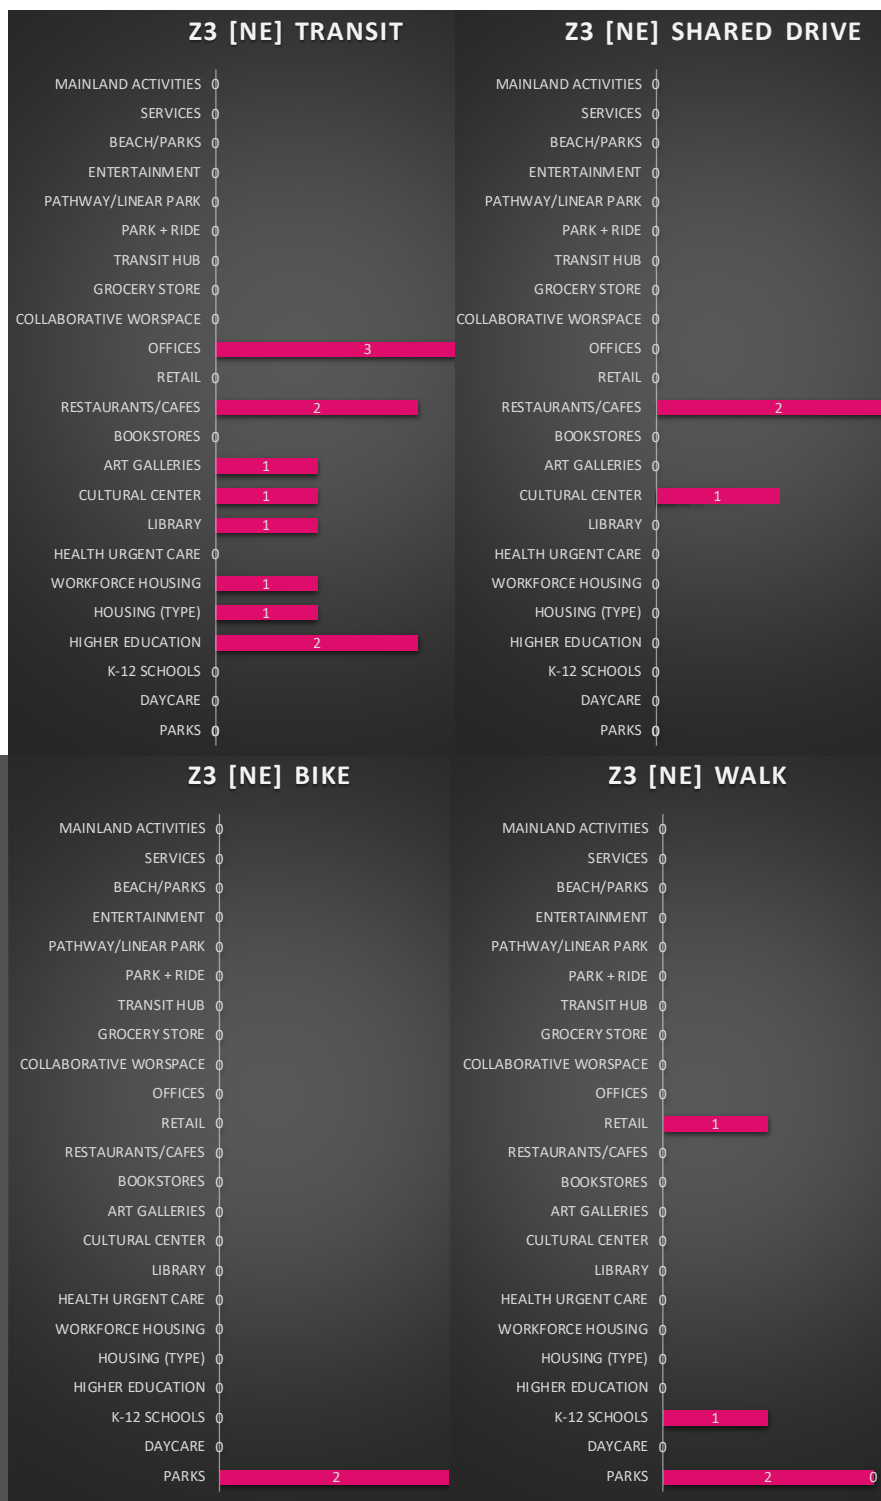 Z3 [NE] TRANSIT
MAINLAND ACTIVITIES 0
SERVICES 0
BEACH/PARKS 0
ENTERTAINMENT 0
PATHWAY/LINEAR PARK 0
PARK + RIDE 0
TRANSIT HUB 0
GROCERY STORE 0
COLLABORATIVE WORSPACE 0
OFFICES 3
RETAIL 0
RESTAURANTS/CAFES 2
BOOKSTORES 0
ART GALLERIES 1
CULTURAL CENTER 1
LIBRARY 1
HEALTH URGENT CARE 0
WORKFORCE HOUSING 1
HOUSING (TYPE) 1
HIGHER EDUCATION 2
K-12 SCHOOLS 0
DAYCARE 0
PARKS 0
Z3 [NE] SHARED DRIVE
MAINLAND ACTIVITIES 0
SERVICES 0
BEACH/PARKS 0
ENTERTAINMENT 0
PATHWAY/LINEAR PARK 0
PARK + RIDE 0
TRANSIT HUB 0
GROCERY STORE 0
COLLABORATIVE WORSPACE 0
OFFICES 0
RETAIL 0
RESTAURANTS/CAFES 2
BOOKSTORES 0
ART GALLERIES 0
CULTURAL CENTER 1
LIBRARY 0
HEALTH URGENT CARE 0
WORKFORCE HOUSING 0
HOUSING (TYPE) 0
HIGHER EDUCATION 0
K-12 SCHOOLS 0
DAYCARE 0
PARKS 0
Z3 [NE] BIKE
MAINLAND ACTIVITIES 0
SERVICES 0
BEACH/PARKS 0
ENTERTAINMENT 0
PATHWAY/LINEAR PARK 0
PARK + RIDE 0
TRANSIT HUB 0
GROCERY STORE 0
COLLABORATIVE WORSPACE 0
OFFICES 0
RETAIL 0
RESTAURANTS/CAFES 0
BOOKSTORES 0
ART GALLERIES 0
CULTURAL CENTER 0
LIBRARY 0
HEALTH URGENT CARE 0
WORKFORCE HOUSING 0
HOUSING (TYPE) 0
HIGHER EDUCATION 0
K-12 SCHOOLS 0
DAYCARE 0
PARKS 2
Z3 [NE] WALK
MAINLAND ACTIVITIES 0
SERVICES 0
BEACH/PARKS 0
ENTERTAINMENT 0
PATHWAY/LINEAR PARK 0
PARK + RIDE 0
TRANSIT HUB 0
GROCERY STORE 0
COLLABORATIVE WORSPACE 0
OFFICES 0
RETAIL 1
RESTAURANTS/CAFES 0
BOOKSTORES 0
ART GALLERIES 0
CULTURAL CENTER 0
LIBRARY 0
HEALTH URGENT CARE 0
WORKFORCE HOUSING 0
HOUSING (TYPE) 0
HIGHER EDUCATION 0
K-12 SCHOOLS 1
DAYCARE 0
PARKS 2 0